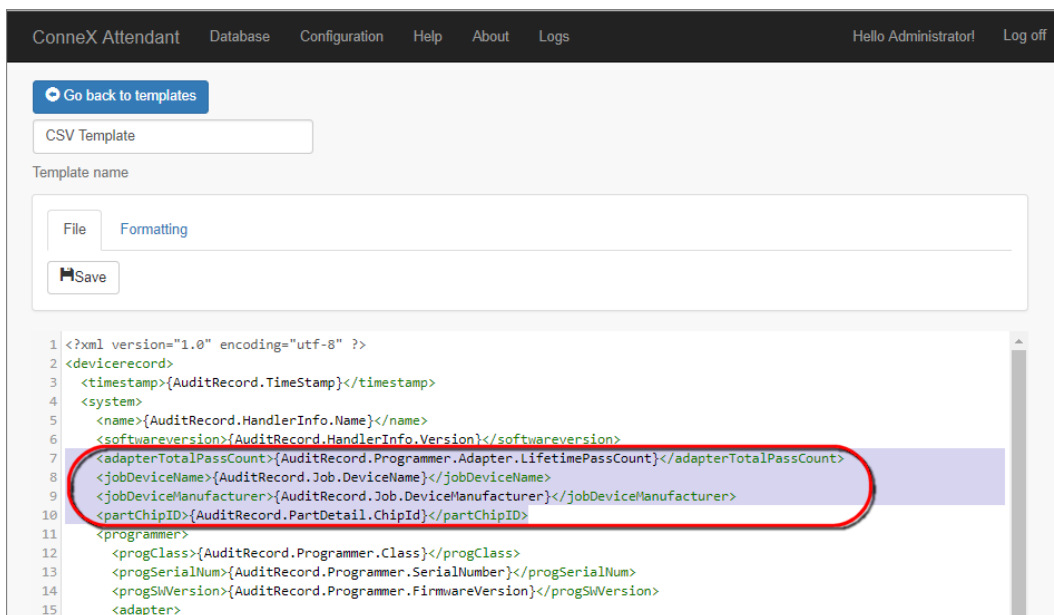 ConneX Attendant Database Configuration Help About Logs Hello Administrator! Log off
Go back to templates
CSV Template
Template name
File Formatting
Save
1 <?xml version="1.0" encoding="utf-8" ?>
2 <devicerecord>
3 <timestamp>{AuditRecord.TimeStamp}</timestamp>
4 <system>
5 <name>{AuditRecord.HandlerInfo.Name}</name>
6 <softwareversion>{AuditRecord.HandlerInfo.Version}</softwareversion>
7 <adapterTotalPassCount>{AuditRecord.Programmer.Adapter.LifetimePassCount}</adapterTotalPassCount>
8 <jobDeviceName>{AuditRecord.Job.DeviceName}</jobDeviceName>
9 <jobDeviceManufacturer>{AuditRecord.Job.DeviceManufacturer}</jobDeviceManufacturer>
10 <partChipID>{AuditRecord.PartDetail.ChipId}</partChipID>
11 <programmer>
12 <progClass>{AuditRecord.Programmer.Class}</progClass>
13 <progSerialNum>{AuditRecord.Programmer.SerialNumber}</progSerialNum>
14 <progSWVersion>{AuditRecord.Programmer.FirmwareVersion}</progSWVersion>
15 <adapter>